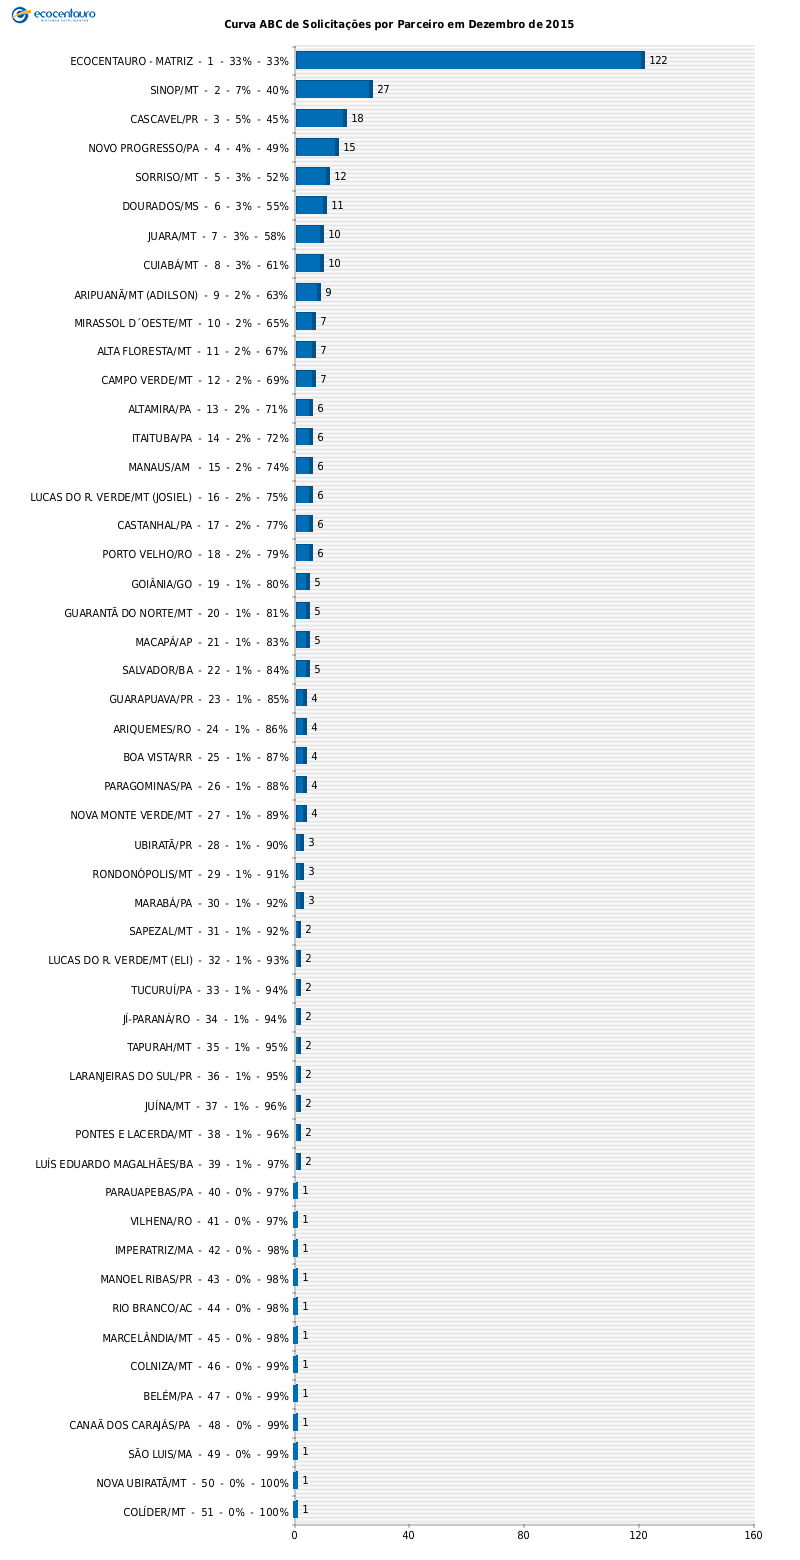 ecocentauro
Curva ABC de Solicitações por Parceiro em Dezembro de 2015
ECOCENTAURO - MATRIZ - 1 - 33% - 33% 122
SINOP/MT - 2 - 7% - 40% 27
CASCAVEL/PR - 3 - 5% - 45% 18
NOVO PROGRESSO/PA - 4 - 4% - 49% 15
SORRISO/MT - 5 - 3% - 52% 12
DOURADOS/MS - 6 - 3% - 55% 11
JUARA/MT - 7 - 3% - 58% 10
CUIABÁ/MT - 8 - 3% - 61% 10
ARIPUANÃ/MT (ADILSON) - 9 - 2% - 63% 9
MIRASSOL D´OESTE/MT - 10 - 2% - 65% 7
ALTA FLORESTA/MT - 11 - 2% - 67% 7
CAMPO VERDE/MT - 12 - 2% - 69% 7
ALTAMIRA/PA - 13 - 2% - 71% 6
ITAITUBA/PA - 14 - 2% - 72% 6
MANAUS/AM - 15 - 2% - 74% 6
LUCAS DO R. VERDE/MT (JOSIEL) - 16 - 2% - 75% 6
CASTANHAL/PA - 17 - 2% - 77% 6
PORTO VELHO/RO - 18 - 2% - 79% 6
GOIÂNIA/GO - 19 - 1% - 80% 5
GUARANTÃ DO NORTE/MT - 20 - 1% - 81% 5
MACAPÁ/AP - 21 - 1% - 83% 5
SALVADOR/BA - 22 - 1% - 84% 5
GUARAPUAVA/PR - 23 - 1% - 85% 4
ARIQUEMES/RO - 24 - 1% - 86% 4
BOA VISTA/RR - 25 - 1% - 87% 4
PARAGOMINAS/PA - 26 - 1% - 88% 4
NOVA MONTE VERDE/MT - 27 - 1% - 89% 4
UBIRATÃ/PR - 28 - 1% - 90% 3
RONDONÓPOLIS/MT - 29 - 1% - 91% 3
MARABÁ/PA - 30 - 1% - 92% 3
SAPEZAL/MT - 31 - 1% - 92% 2
LUCAS DO R. VERDE/MT (ELI) - 32 - 1% - 93% 2
TUCURUÍ/PA - 33 - 1% - 94% 2
JÍ-PARANÁ/RO - 34 - 1% - 94% 2
TAPURAH/MT - 35 - 1% - 95% 2
LARANJEIRAS DO SUL/PR - 36 - 1% - 95% 2
JUÍNA/MT - 37 - 1% - 96% 2
PONTES E LACERDA/MT - 38 - 1% - 96% 2
LUÍS EDUARDO MAGALHÃES/BA - 39 - 1% - 97% 2
PARAUAPEBAS/PA - 40 - 0% - 97% 1
VILHENA/RO - 41 - 0% - 97% 1
IMPERATRIZ/MA - 42 - 0% - 98% 1
MANOEL RIBAS/PR - 43 - 0% - 98% 1
RIO BRANCO/AC - 44 - 0% - 98% 1
MARCELÂNDIA/MT - 45 - 0% - 98% 1
COLNIZA/MT - 46 - 0% - 99% 1
BELÉM/PA - 47 - 0% - 99% 1
CANAÃ DOS CARAJÁS/PA - 48 - 0% - 99% 1
SÃO LUIS/MA - 49 - 0% - 99% 1
NOVA UBIRATÃ/MT - 50 - 0% - 100% 1
COLÍDER/MT - 51 - 0% - 100% 1
0 40 80 120 160